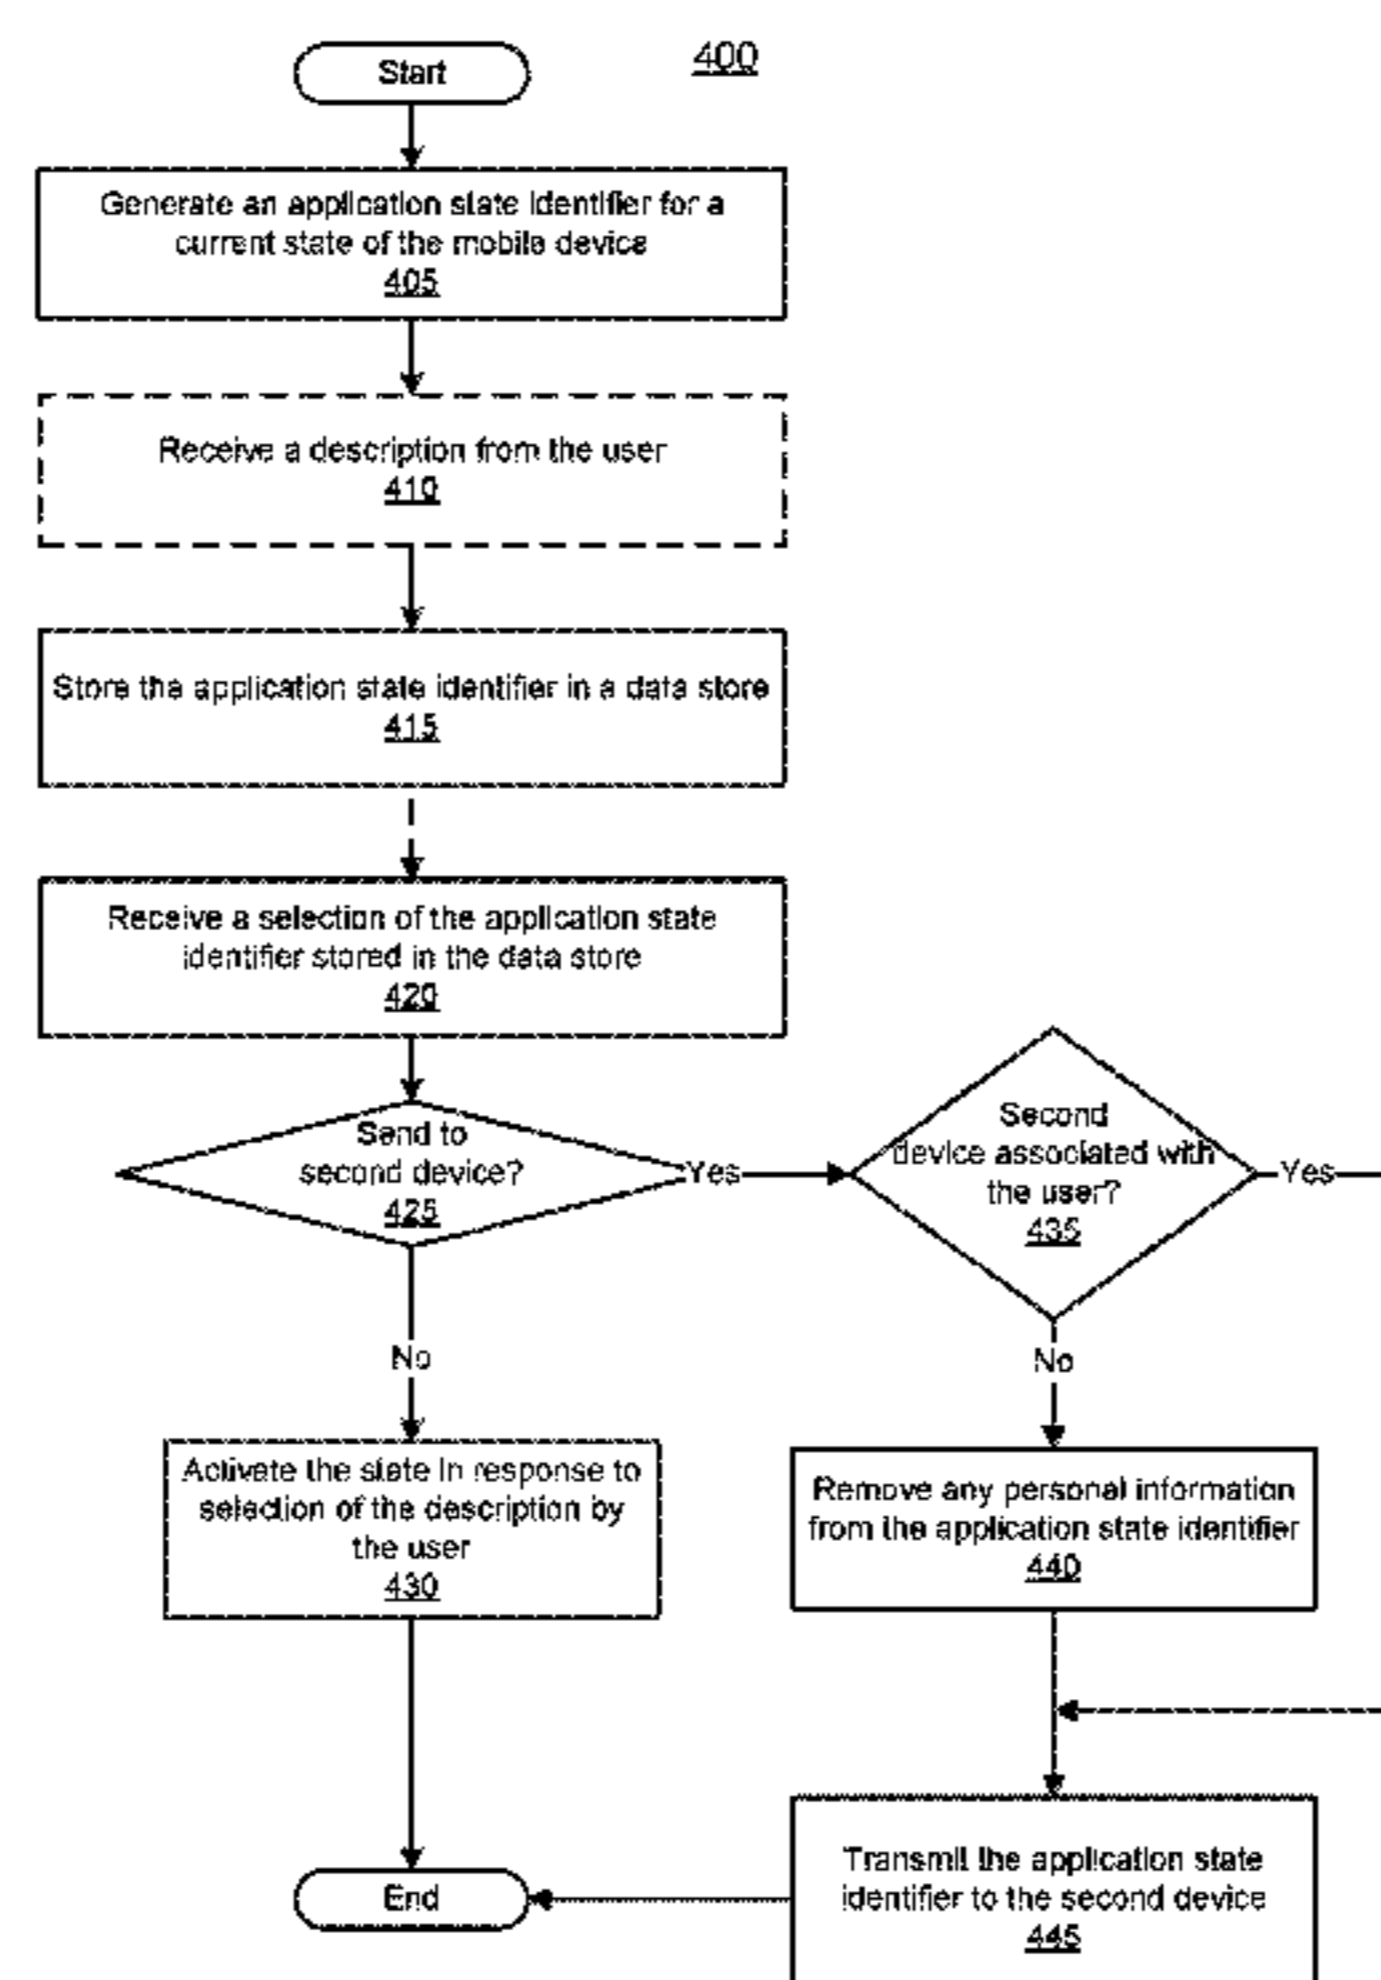 400
Start
Generate an application state identifier for a
current state of the mobile device
405
Receive a description from the user
410
Store the application state identifier in a data store
415
Receive a selection of the application state
identifier stored in the data store
420
Send to
second device?
425
Yes
Second
device associated with
the user?
435
Yes
No
No
Activate the state in response to
selection of the description by
the user
430
Remove any personal information
from the application state identifier
440
Transmit the application state
identifier to the second device
445
End